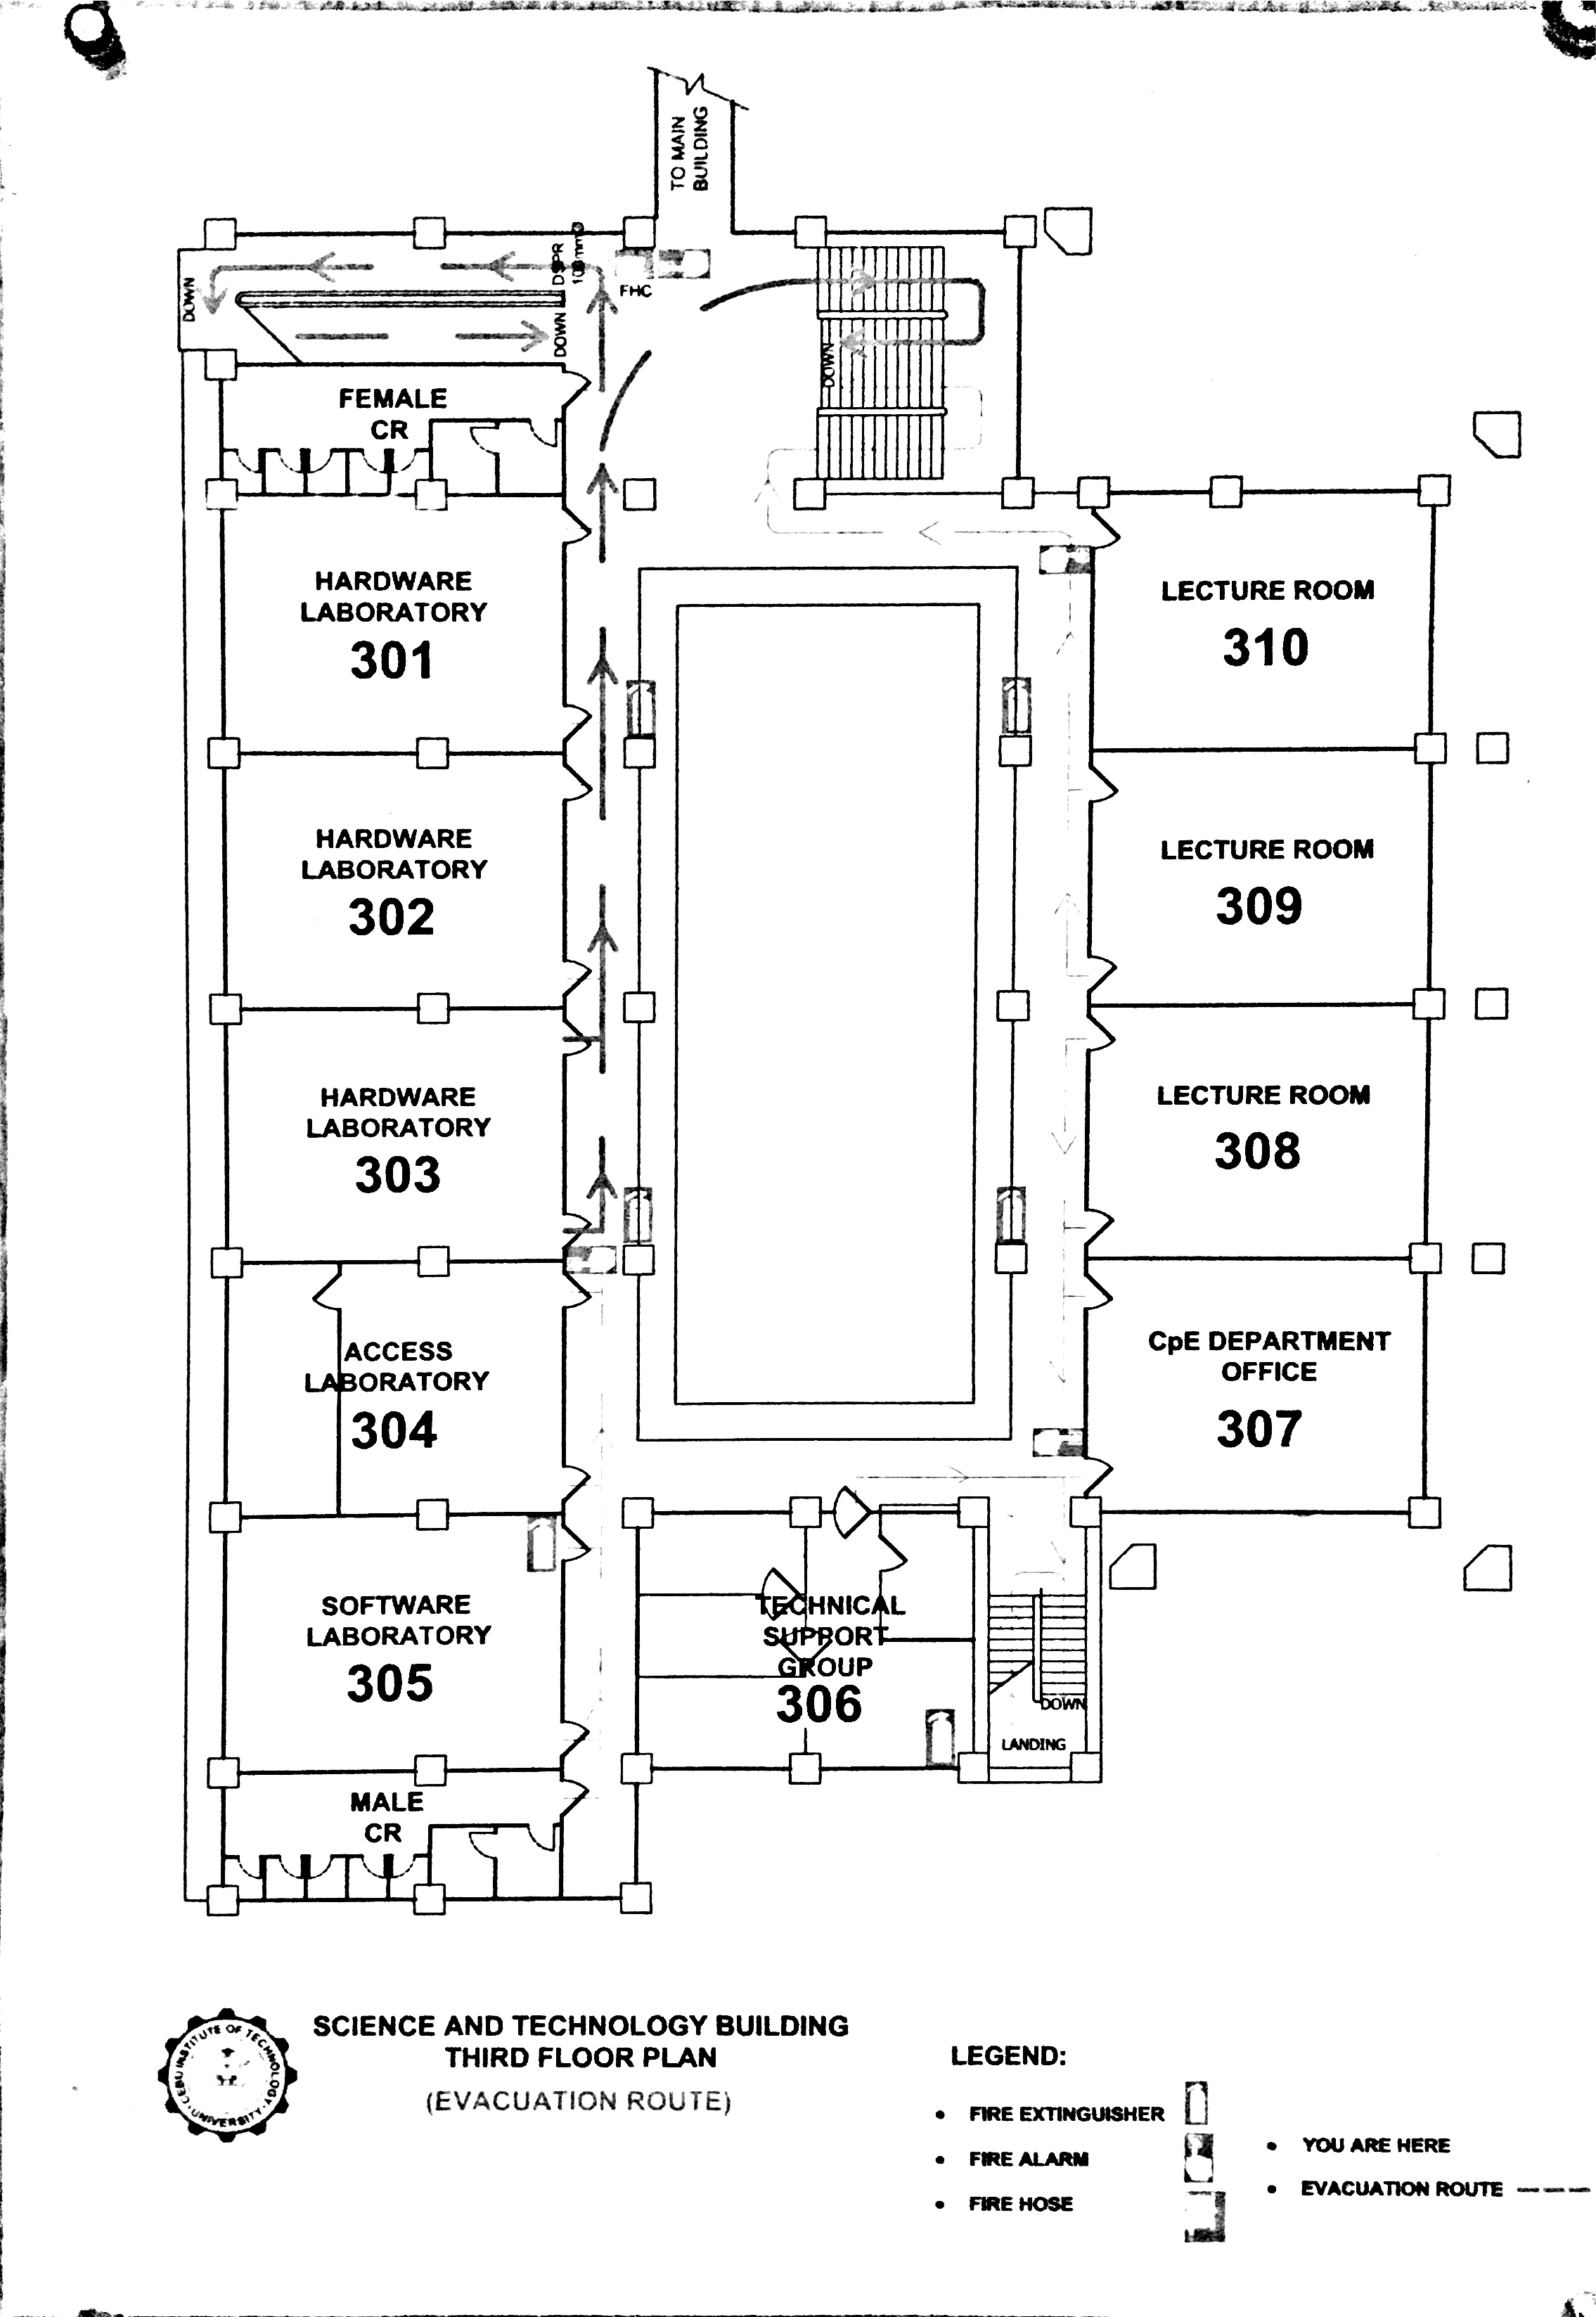 TO MAIN
BUILDING
DSPR
100mmØ
FHC
DOWN
DOWN
DOWN
FEMALE
CR
HARDWARE
LABORATORY
301
LECTURE ROOM
310
HARDWARE
LABORATORY
302
LECTURE ROOM
309
HARDWARE
LABORATORY
303
LECTURE ROOM
308
ACCESS
LABORATORY
304
CpE DEPARTMENT
OFFICE
307
SOFTWARE
LABORATORY
305
TECHNICAL
SUPPORT
GROUP
306
DOWN
LANDING
MALE
CR
CEBU INSTITUTE OF TECHNOLOGY
UNIVERSITY
SCIENCE AND TECHNOLOGY BUILDING
THIRD FLOOR PLAN
(EVACUATION ROUTE)
LEGEND:
• FIRE EXTINGUISHER
• FIRE ALARM
• FIRE HOSE
• YOU ARE HERE
• EVACUATION ROUTE